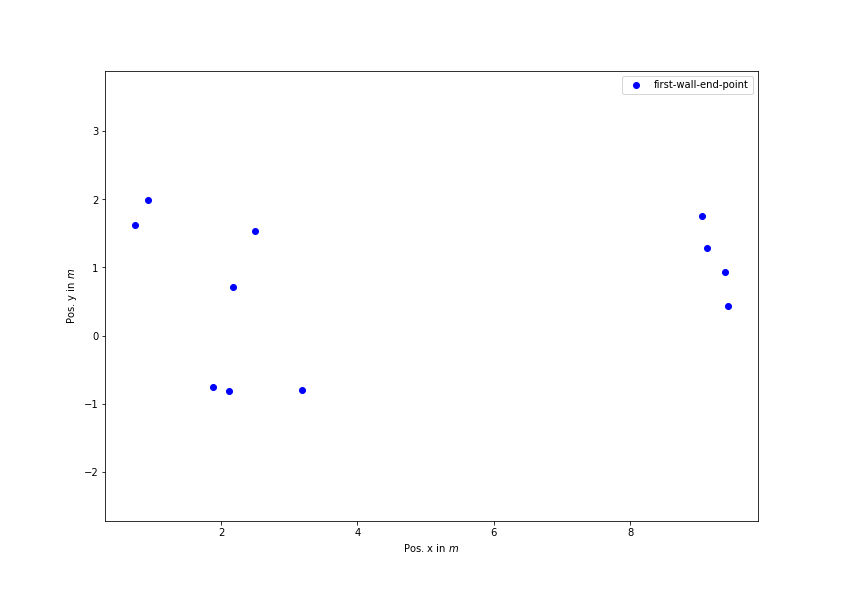 first-wall-end-point
3
2
1
0
−1
−2
Pos. y in m
2 4 6 8
Pos. x in m